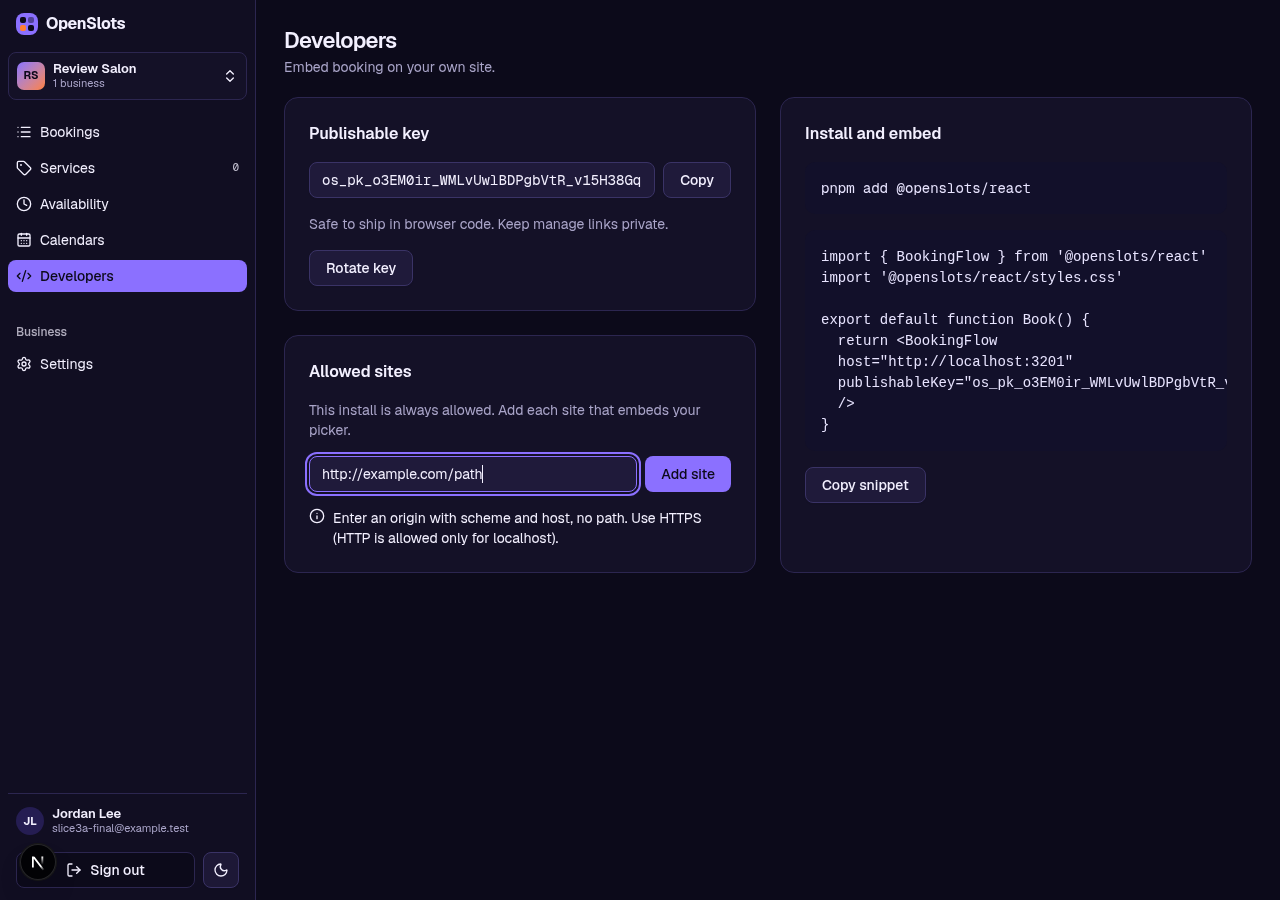 OpenSlots
RS
Review Salon
1 business
Bookings
Services
0
Availability
Calendars
Developers
Business
Settings
JL
Jordan Lee
slice3a-final@example.test
N
Sign out
Developers
Embed booking on your own site.
Publishable key
os_pk_o3EM0ir_WMLvUwlBDPgbVtR_v15H38Gq
Copy
Safe to ship in browser code. Keep manage links private.
Rotate key
Allowed sites
This install is always allowed. Add each site that embeds your
picker.
http://example.com/path
Add site
Enter an origin with scheme and host, no path. Use HTTPS
(HTTP is allowed only for localhost).
Install and embed
pnpm add @openslots/react
import { BookingFlow } from '@openslots/react'
import '@openslots/react/styles.css'
export default function Book() {
return <BookingFlow
host="http://localhost:3201"
publishableKey="os_pk_o3EM0ir_WMLvUwlBDPgbVtR_v
/>
}
Copy snippet